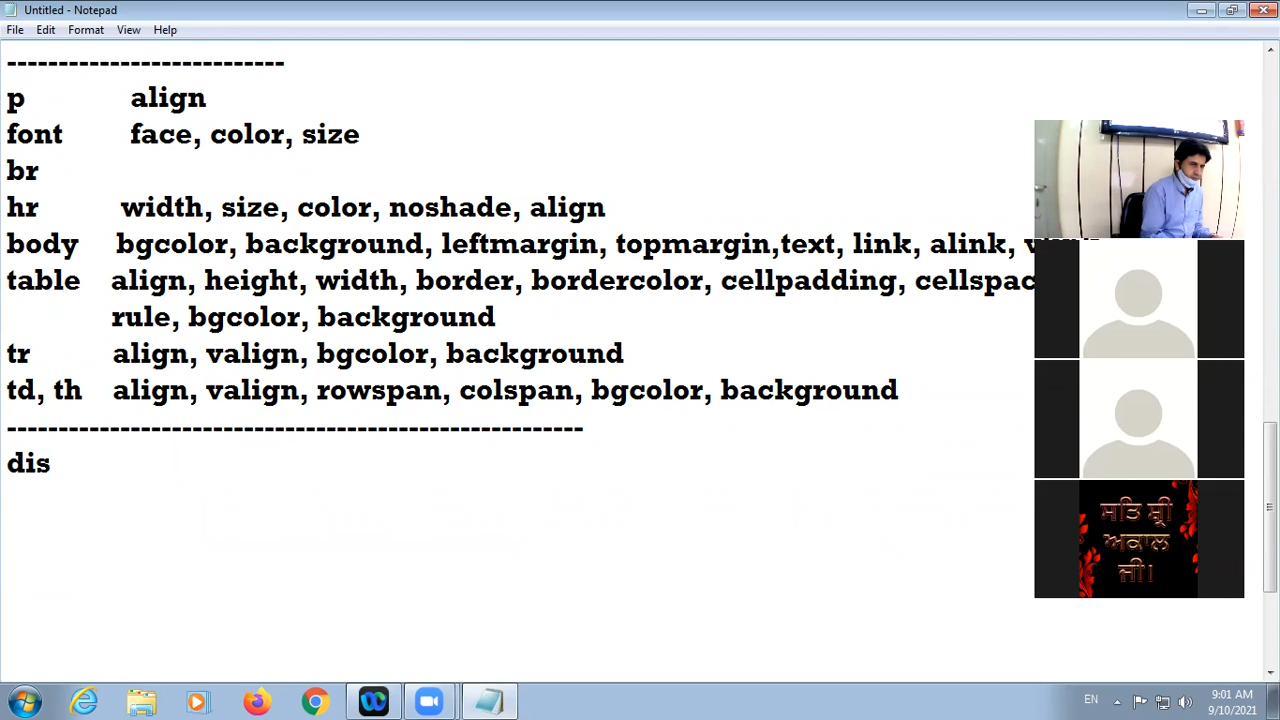 Untitled - Notepad
File Edit Format View Help
---------------------------
p align
font face, color, size
br
hr width, size, color, noshade, align
body bgcolor, background, leftmargin, topmargin,text, link, alink,
table align, height, width, border, bordercolor, cellpadding, cellspac
rule, bgcolor, background
tr align, valign, bgcolor, background
td, th align, valign, rowspan, colspan, bgcolor, background
--------------------------------------------------------
dis
ਸਤਿ ਸ਼੍ਰੀ
ਅਕਾਲ
ਜੀ।
EN
9:01 AM
9/10/2021